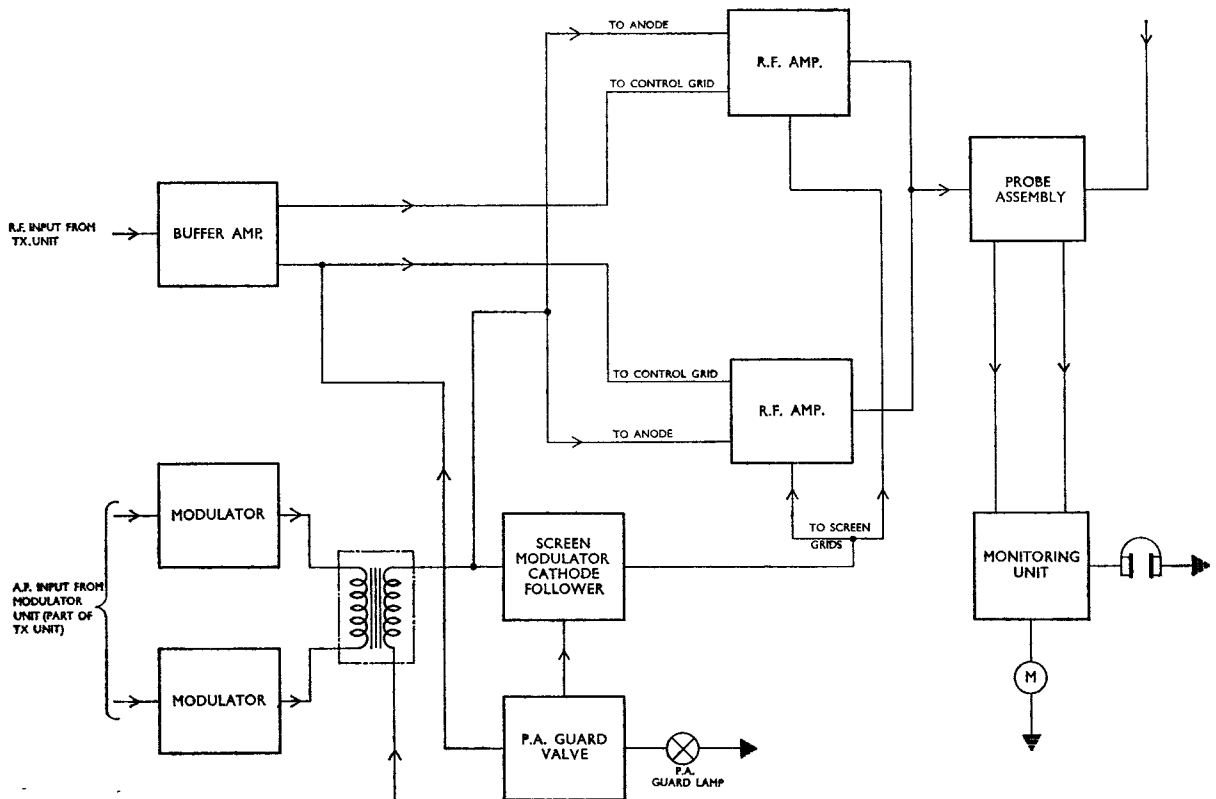 TO ANODE
R.F. AMP.
TO CONTROL GRID
PROBE
ASSEMBLY
R.F. INPUT FROM
TX.UNIT
BUFFER AMP.
TO CONTROL GRID
R.F. AMP.
TO ANODE
MODULATOR
TO SCREEN
GRIDS
SCREEN
MODULATOR
CATHODE
FOLLOWER
MONITORING
UNIT
A.F. INPUT FROM
MODULATOR
UNIT (PART OF
TX UNIT)
M
MODULATOR
P.A. GUARD
VALVE
P.A.
GUARD LAMP